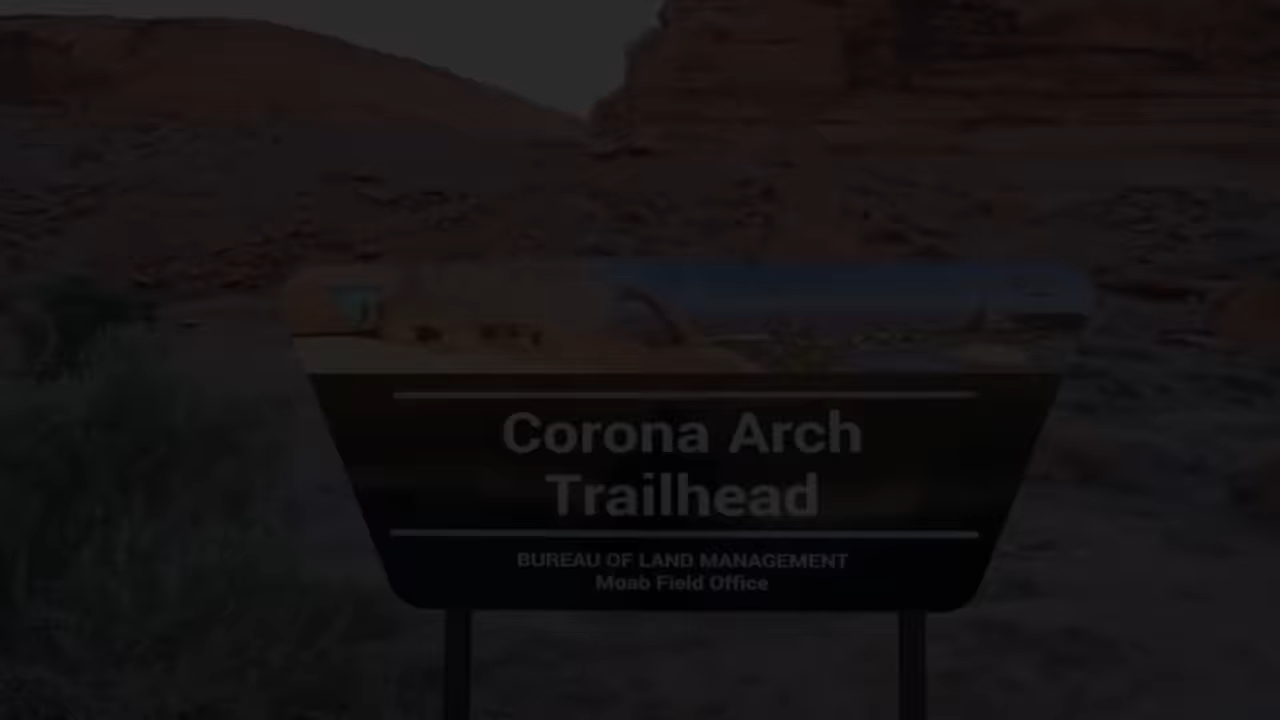 Corona Arch
Trailhead
BUREAU OF LAND MANAGEMENT
Moab Field Office